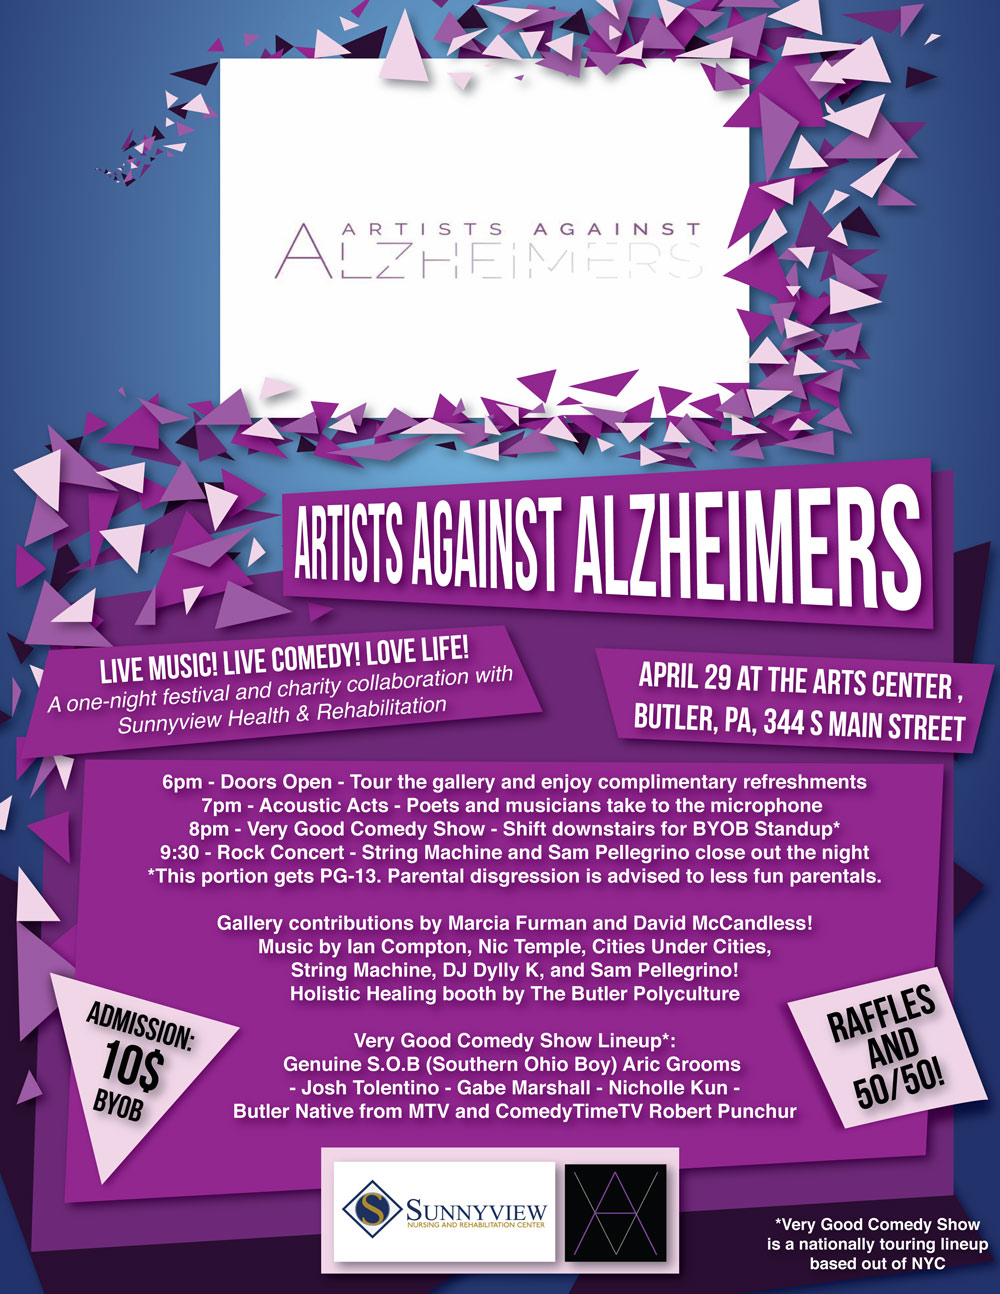 ARTISTS AGAINST
ALZHEIMERS
ARTISTS AGAINST ALZHEIMERS
LIVE MUSIC! LIVE COMEDY! LOVE LIFE!
A one-night festival and charity collaboration with
Sunnyview Health & Rehabilitation
APRIL 29 AT THE ARTS CENTER ,
BUTLER, PA, 344 S MAIN STREET
6pm - Doors Open - Tour the gallery and enjoy complimentary refreshments
7pm - Acoustic Acts - Poets and musicians take to the microphone
8pm - Very Good Comedy Show - Shift downstairs for BYOB Standup*
9:30 - Rock Concert - String Machine and Sam Pellegrino close out the night
*This portion gets PG-13. Parental disgression is advised to less fun parentals.
Gallery contributions by Marcia Furman and David McCandless!
Music by Ian Compton, Nic Temple, Cities Under Cities,
String Machine, DJ Dylly K, and Sam Pellegrino!
Holistic Healing booth by The Butler Polyculture
ADMISSION:
10$
BYOB
RAFFLES
AND
50/50!
Very Good Comedy Show Lineup*:
Genuine S.O.B (Southern Ohio Boy) Aric Grooms
- Josh Tolentino - Gabe Marshall - Nicholle Kun -
Butler Native from MTV and ComedyTimeTV Robert Punchur
S
SUNNYVIEW
NURSING AND REHABILITATION CENTER
*Very Good Comedy Show
is a nationally touring lineup
based out of NYC